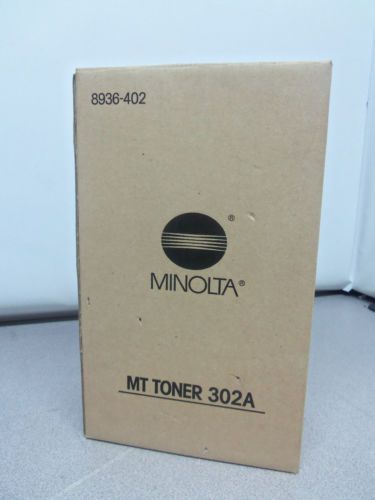 8936-402
®
MINOLTA®
MT TONER 302A